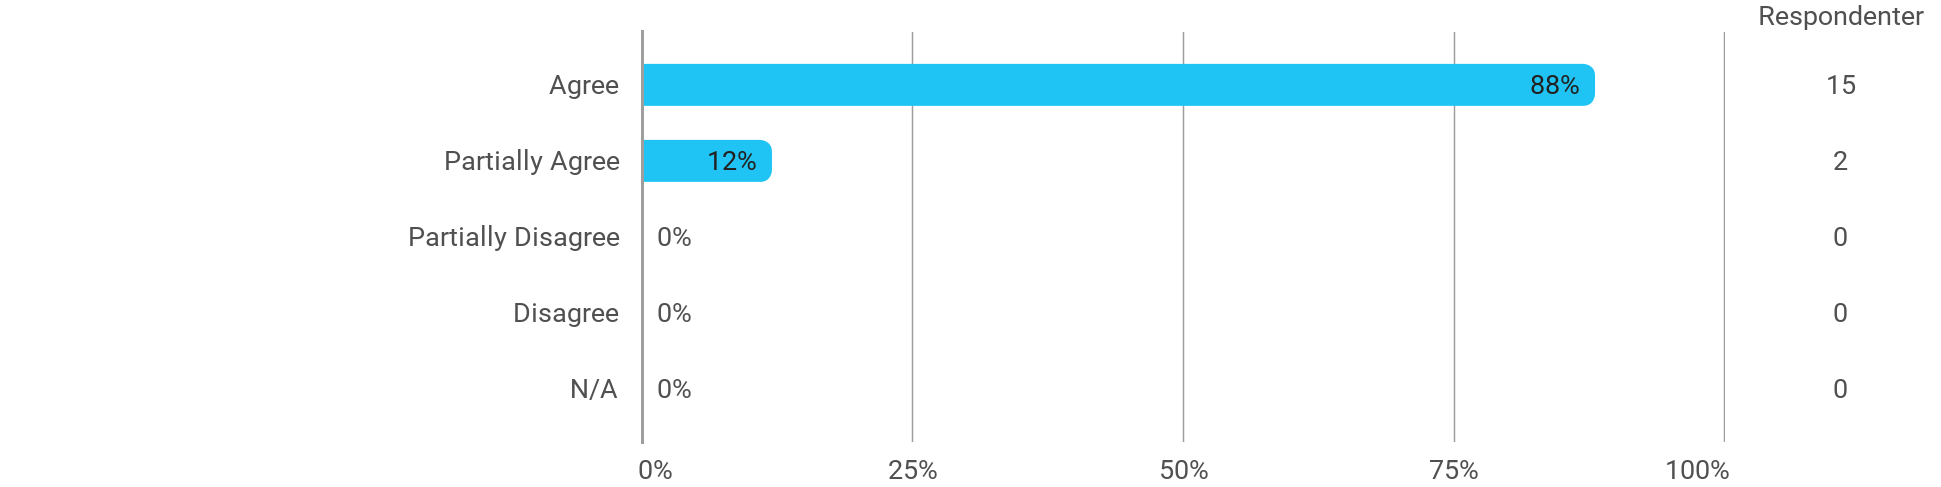 Respondenter
Agree 88% 15
Partially Agree 12% 2
Partially Disagree 0% 0
Disagree 0% 0
N/A 0% 0
0% 25% 50% 75% 100%